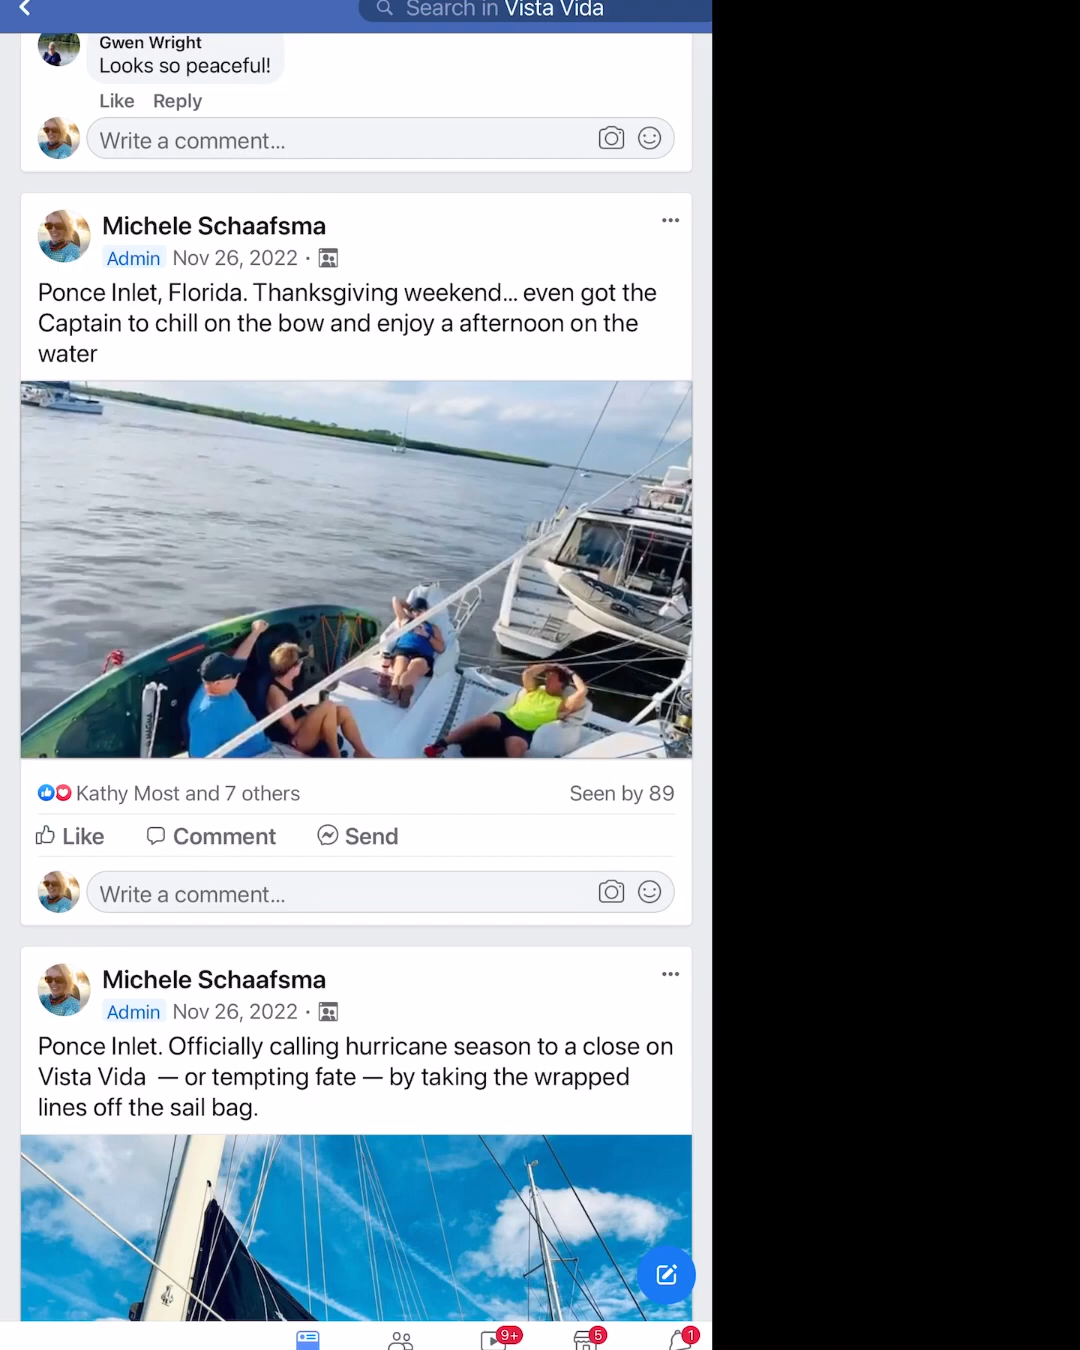 Search in Vista Vida
Gwen Wright
Looks so peaceful!
Like Reply
Write a comment...
Michele Schaafsma
Admin Nov 26, 2022 ·
Ponce Inlet, Florida. Thanksgiving weekend... even got the
Captain to chill on the bow and enjoy a afternoon on the
water
MAGMA
Kathy Most and 7 others
Seen by 89
Like Comment Send
Write a comment...
Michele Schaafsma
Admin Nov 26, 2022 ·
Ponce Inlet. Officially calling hurricane season to a close on
Vista Vida — or tempting fate — by taking the wrapped
lines off the sail bag.
9+ 5 1